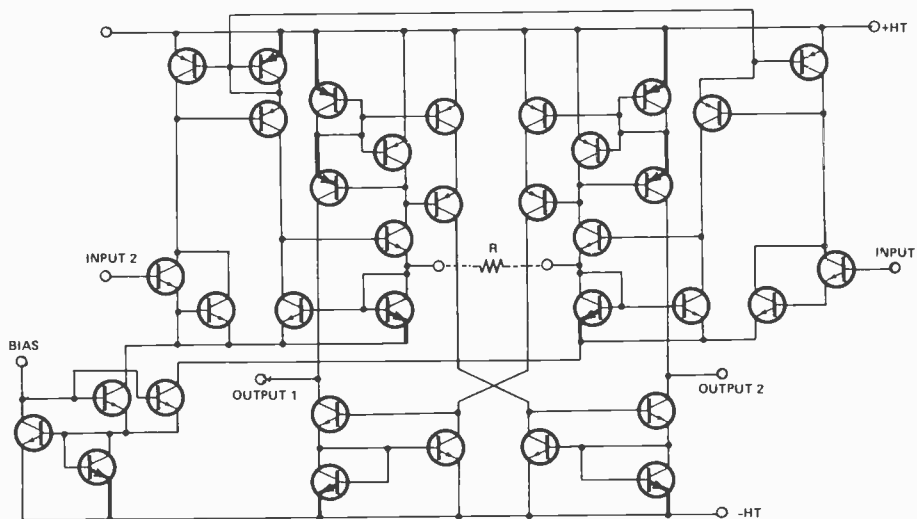 +HT
R
INPUT 2
INPUT
BIAS
OUTPUT 1
OUTPUT 2
-HT